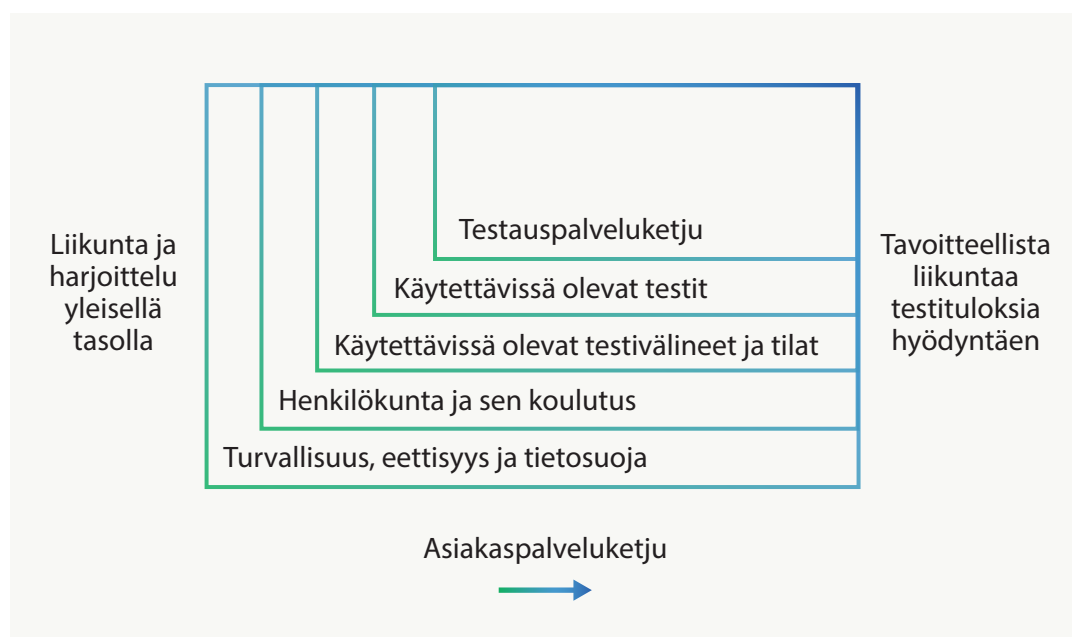 Liikunta ja
harjoittelu
yleisellä
tasolla
Testauspalveluketju
Käytettävissä olevat testit
Käytettävissä olevat testivälineet ja tilat
Henkilökunta ja sen koulutus
Turvallisuus, eettisyys ja tietosuoja
Tavoitteellista
liikuntaa
testituloksia
hyödyntäen
Asiakaspalveluketju